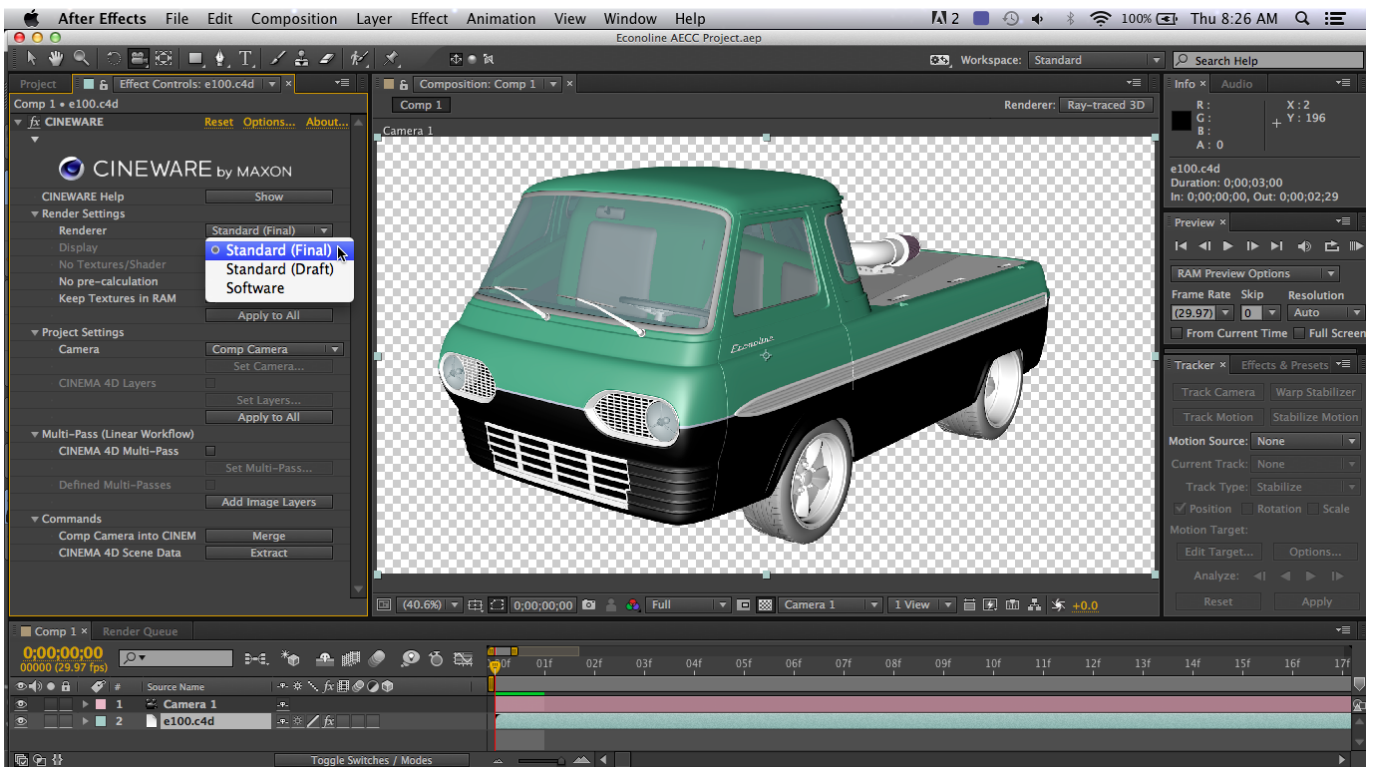 After Effects File Edit Composition Layer Effect Animation View Window Help 2 100% Thu 8:26 AM
Econoline AECC Project.aep
Workspace: Standard Search Help
Project Effect Controls: e100.c4d
Comp 1 • e100.c4d
fx CINEWARE Reset Options... About...
CINEWARE by MAXON
CINEWARE Help Show
Render Settings
Renderer Standard (Final)
Display
No Textures/Shader
No pre-calculation
Keep Textures in RAM
Standard (Final)
Standard (Draft)
Software
Apply to All
Project Settings
Camera Comp Camera
Set Camera...
CINEMA 4D Layers
Set Layers...
Apply to All
Multi-Pass (Linear Workflow)
CINEMA 4D Multi-Pass
Set Multi-Pass...
Defined Multi-Passes
Add Image Layers
Commands
Comp Camera into CINEM Merge
CINEMA 4D Scene Data Extract
Composition: Comp 1
Comp 1 Renderer: Ray-traced 3D
Camera 1
Econoline
(40.6%) 0;00;00;00 Full Camera 1 1 View +0.0
Info Audio
R : X : 2
G : + Y : 196
B :
A : 0
e100.c4d
Duration: 0;00;03;00
In: 0;00;00;00, Out: 0;00;02;29
Preview
RAM Preview Options
Frame Rate Skip Resolution
(29.97) 0 Auto
From Current Time Full Screen
Tracker Effects & Presets
Track Camera Warp Stabilizer
Track Motion Stabilize Motion
Motion Source: None
Current Track: None
Track Type: Stabilize
Position Rotation Scale
Motion Target:
Edit Target... Options...
Analyze:
Reset Apply
Comp 1 Render Queue
0;00;00;00
00000 (29.97 fps)
01f 02f 03f 04f 05f 06f 07f 08f 09f 10f 11f 12f 13f 14f 15f 16f 17f
# Source Name fx
1 Camera 1
2 e100.c4d fx
Toggle Switches / Modes